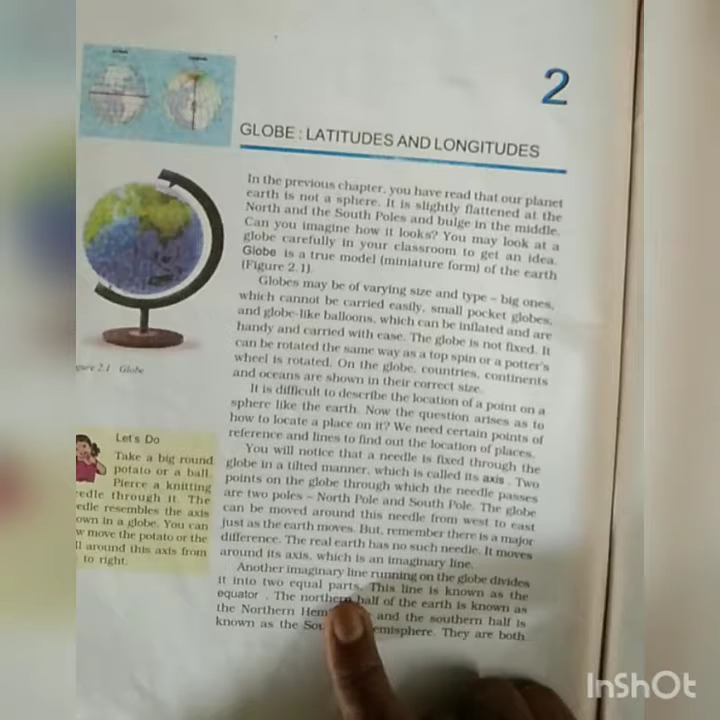 2
GLOBE : LATITUDES AND LONGITUDES
In the previous chapter, you have read that our planet
earth is not a sphere. It is slightly flattened at the
North and the South Poles and bulge in the middle.
Can you imagine how it looks? You may look at a
globe carefully in your classroom to get an idea.
Globe is a true model (miniature form) of the earth
(Figure 2.1).
Globes may be of varying size and type – big ones,
which cannot be carried easily, small pocket globes,
and globe-like balloons, which can be inflated and are
handy and carried with ease. The globe is not fixed. It
can be rotated the same way as a top spin or a potter's
wheel is rotated. On the globe, countries, continents
and oceans are shown in their correct size.
It is difficult to describe the location of a point on a
sphere like the earth. Now the question arises as to
how to locate a place on it? We need certain points of
reference and lines to find out the location of places.
You will notice that a needle is fixed through the
globe in a tilted manner, which is called its axis . Two
points on the globe through which the needle passes
are two poles – North Pole and South Pole. The globe
can be moved around this needle from west to east
just as the earth moves. But, remember there is a major
difference. The real earth has no such needle. It moves
around its axis, which is an imaginary line.
Another imaginary line running on the globe divides
it into two equal parts. This line is known as the
equator . The northern half of the earth is known as
the Northern Hem and the southern half is
known as the Sou emisphere. They are both
gure 2.1 Globe
Let's Do
Take a big round
potato or a ball.
Pierce a knitting
edle through it. The
edle resembles the axis
own in a globe. You can
w move the potato or the
ll around this axis from
to right.
InShOt